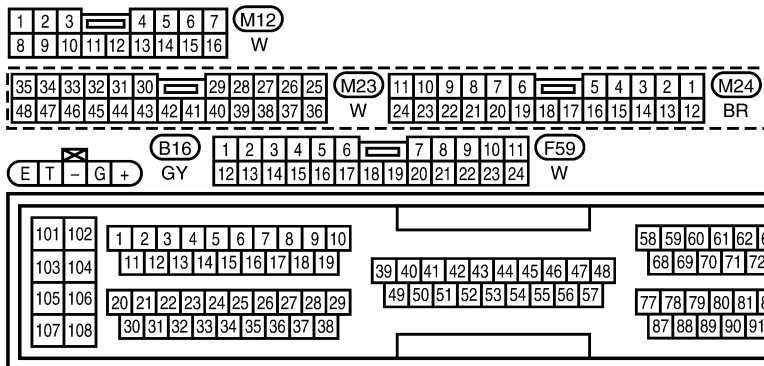 1 2 3 4 5 6 7 M12
8 9 10 11 12 13 14 15 16 W
35 34 33 32 31 30 29 28 27 26 25 M23 11 10 9 8 7 6 5 4 3 2 1 M24
48 47 46 45 44 43 42 41 40 39 38 37 36 W 24 23 22 21 20 19 18 17 16 15 14 13 12 BR
B16 1 2 3 4 5 6 7 8 9 10 11 F59
E T - G + GY 12 13 14 15 16 17 18 19 20 21 22 23 24 W
101 102 1 2 3 4 5 6 7 8 9 10 58 59 60 61 62
103 104 11 12 13 14 15 16 17 18 19 39 40 41 42 43 44 45 46 47 48 68 69 70 71 72
105 106 20 21 22 23 24 25 26 27 28 29 49 50 51 52 53 54 55 56 57 77 78 79 80 81
107 108 30 31 32 33 34 35 36 37 38 87 88 89 90 91